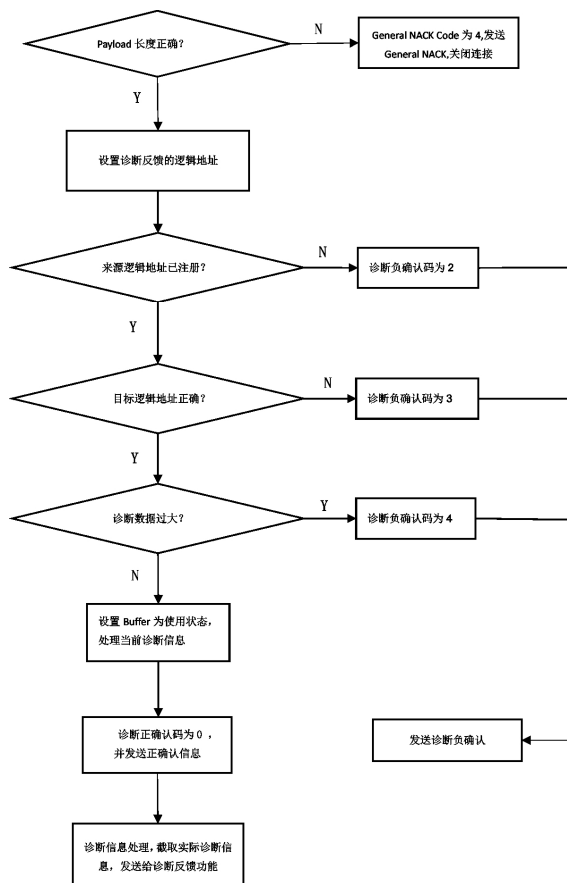 Payload 长度正确?
N
General NACK Code 为 4,发送
General NACK,关闭连接
Y
设置诊断反馈的逻辑地址
来源逻辑地址已注册?
N
诊断负确认码为 2
Y
目标逻辑地址正确?
N
诊断负确认码为 3
Y
诊断数据过大?
Y
诊断负确认码为 4
N
设置 Buffer 为使用状态,
处理当前诊断信息
诊断正确认码为 0 ,
并发送正确认信息
发送诊断负确认
诊断信息处理,截取实际诊断信
息,发送给诊断反馈功能